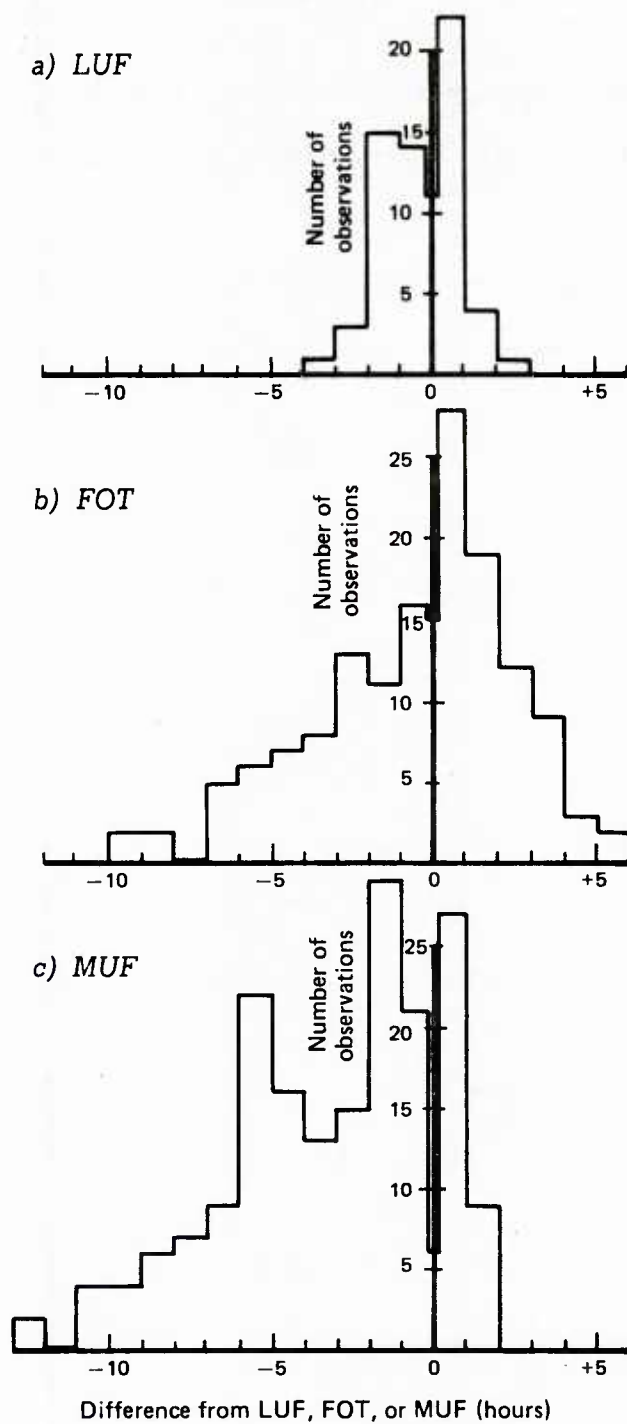 a) LUF
Number of
observations
20
15
10
5
−10
−5
0
+5
b) FOT
Number of
observations
25
20
15
10
5
−10
−5
0
+5
c) MUF
Number of
observations
25
20
15
10
5
−10
−5
0
+5
Difference from LUF, FOT, or MUF (hours)